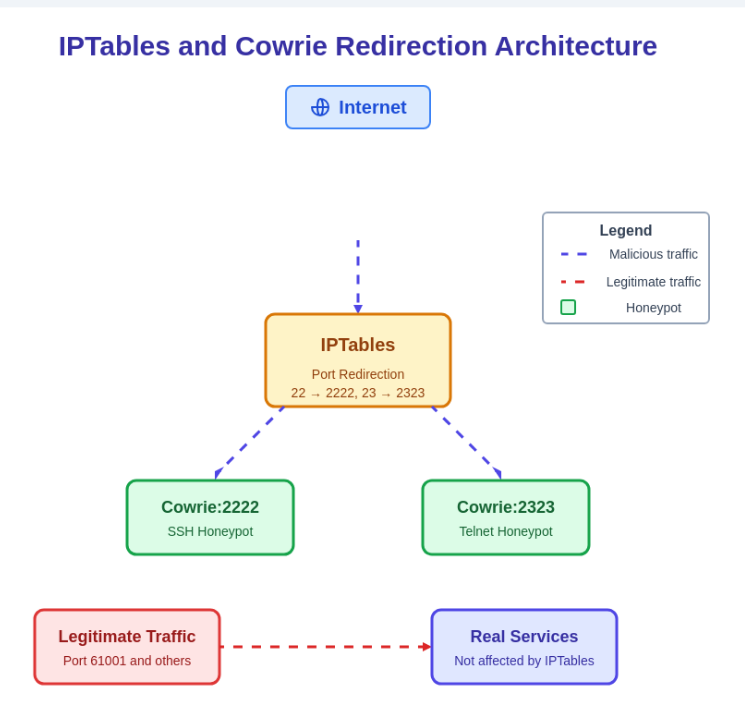 IPTables and Cowrie Redirection Architecture
Internet
Legend
Malicious traffic
Legitimate traffic
Honeypot
IPTables
Port Redirection
22 → 2222, 23 → 2323
Cowrie:2222
SSH Honeypot
Cowrie:2323
Telnet Honeypot
Legitimate Traffic
Port 61001 and others
Real Services
Not affected by IPTables